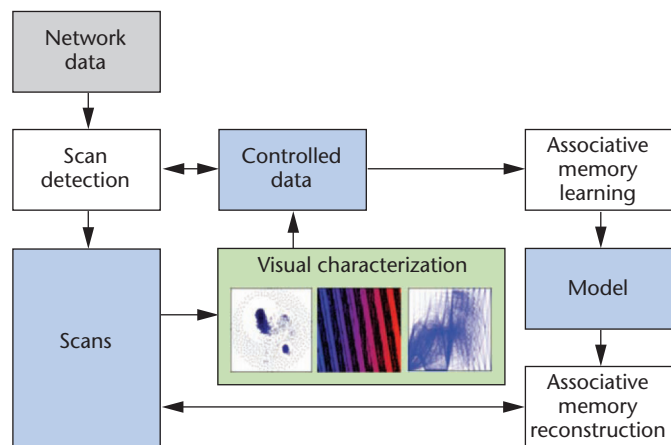 Network
data
Scan
detection
Controlled
data
Associative
memory
learning
Visual characterization
Scans
Model
Associative
memory
reconstruction